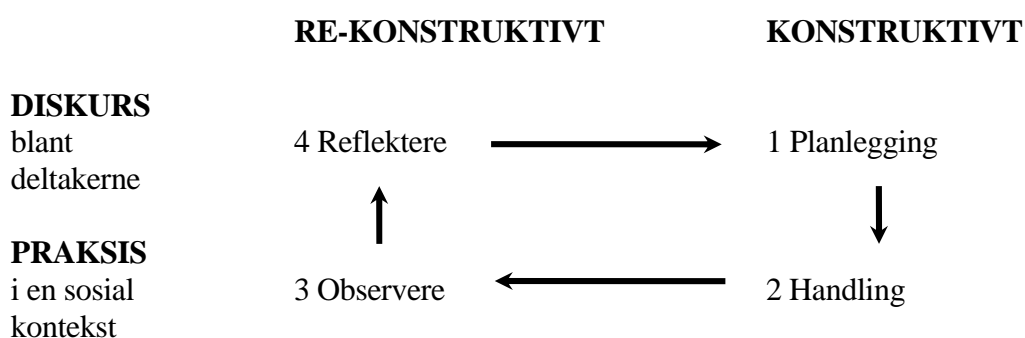 RE-KONSTRUKTIVT KONSTRUKTIVT
DISKURS
blant 4 Reflektere 1 Planlegging
deltakerne
PRAKSIS
i en sosial 3 Observere 2 Handling
kontekst